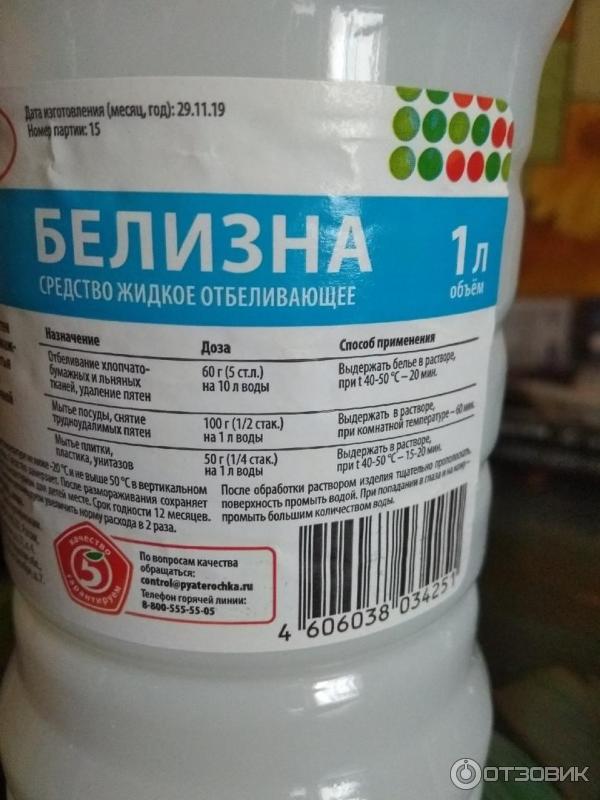 Дата изготовления (месяц, год): 29.11.19
Номер партии: 15
БЕЛИЗНА
СРЕДСТВО ЖИДКОЕ ОТБЕЛИВАЮЩЕЕ
1 л
объём
Назначение Доза Способ применения
Отбеливание хлопчато-
бумажных и льняных
тканей, удаление пятен
60 г (5 ст.л.)
на 10 л воды
Выдержать белье в растворе,
при t 40-50 °С – 20 мин.
Мытье посуды, снятие
трудноудалимых пятен
100 г (1/2 стак.)
на 1 л воды
Выдержать в растворе,
при комнатной температуре – 60 мин.
Мытье плитки,
пластика, унитазов
50 г (1/4 стак.)
на 1 л воды
Выдержать в растворе,
при t 40-50 °С – 15-20 мин.
не ниже -20 °С и не выше 50 °С в вертикальном
замерзает. После размораживания сохраняет
для детей месте. Срок годности 12 месяцев.
увеличить норму расхода в 2 раза.
После обработки раствором изделия тщательно прополоскать,
поверхность промыть водой. При попадании в глаза и на кожу –
промыть большим количеством воды.
качество
5
гарантируем
По вопросам качества
обращаться:
control@pyaterochka.ru
Телефон горячей линии:
8-800-555-55-05
4 606038 034251
ОТЗОВИК